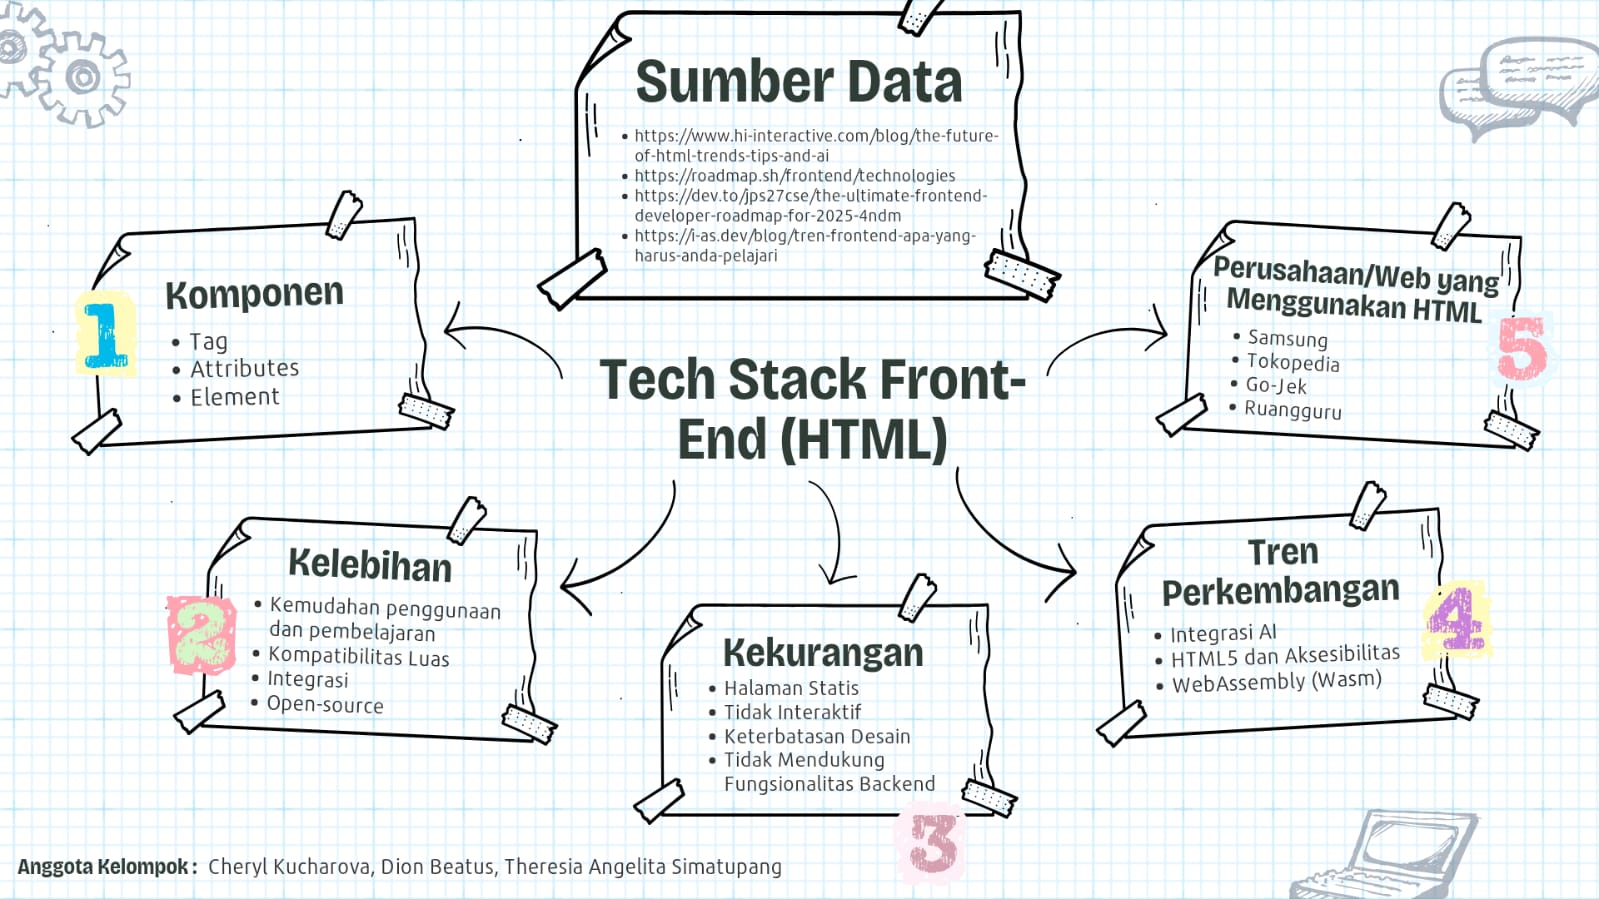 Sumber Data
https://www.hi-interactive.com/blog/the-future-
of-html-trends-tips-and-ai
https://roadmap.sh/frontend/technologies
https://dev.to/jps27cse/the-ultimate-frontend-
developer-roadmap-for-2025-4ndm
https://i-as.dev/blog/tren-frontend-apa-yang-
harus-anda-pelajari
Tech Stack Front-
End (HTML)
1
Komponen
Tag
Attributes
Element
2
Kelebihan
Kemudahan penggunaan
dan pembelajaran
Kompatibilitas Luas
Integrasi
Open-source
Kekurangan
Halaman Statis
Tidak Interaktif
Keterbatasan Desain
Tidak Mendukung
Fungsionalitas Backend
3
Tren
Perkembangan
4
Integrasi AI
HTML5 dan Aksesibilitas
WebAssembly (Wasm)
Perusahaan/Web yang
Menggunakan HTML
5
Samsung
Tokopedia
Go-Jek
Ruangguru
Anggota Kelompok : Cheryl Kucharova, Dion Beatus, Theresia Angelita Simatupang